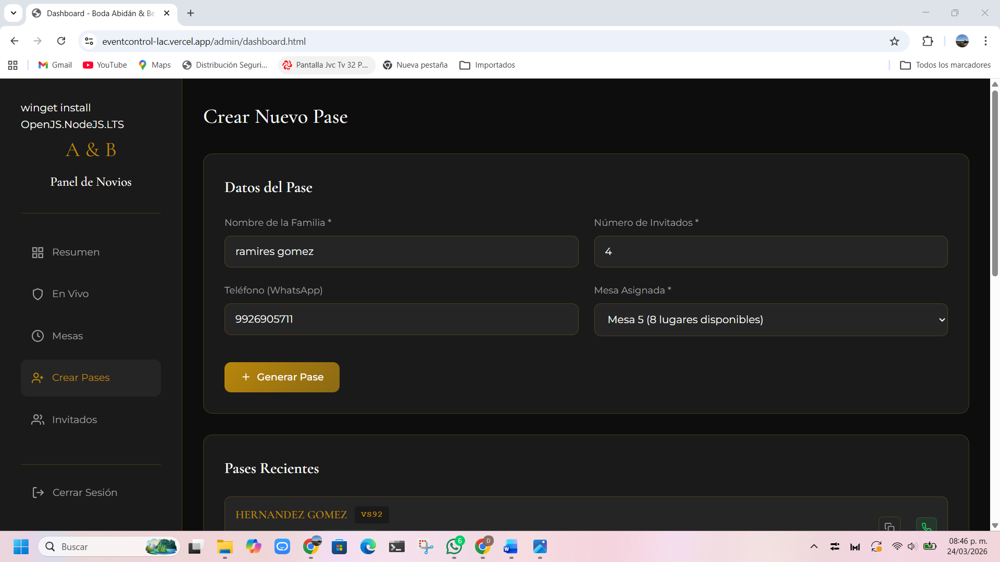 Dashboard - Boda Abidán & Be
eventcontrol-lac.vercel.app/admin/dashboard.html
Gmail
YouTube
Maps
Distribución Seguri...
Pantalla Jvc Tv 32 P...
Nueva pestaña
Importados
Todos los marcadores
winget install
OpenJS.NodeJS.LTS
A & B
Panel de Novios
Resumen
En Vivo
Mesas
Crear Pases
Invitados
Cerrar Sesión
Crear Nuevo Pase
Datos del Pase
Nombre de la Familia *
Número de Invitados *
ramires gomez
4
Teléfono (WhatsApp)
Mesa Asignada *
9926905711
Mesa 5 (8 lugares disponibles)
+ Generar Pase
Pases Recientes
HERNANDEZ GOMEZ
VS92
Buscar
6
D
W
08:46 p. m.
24/03/2026